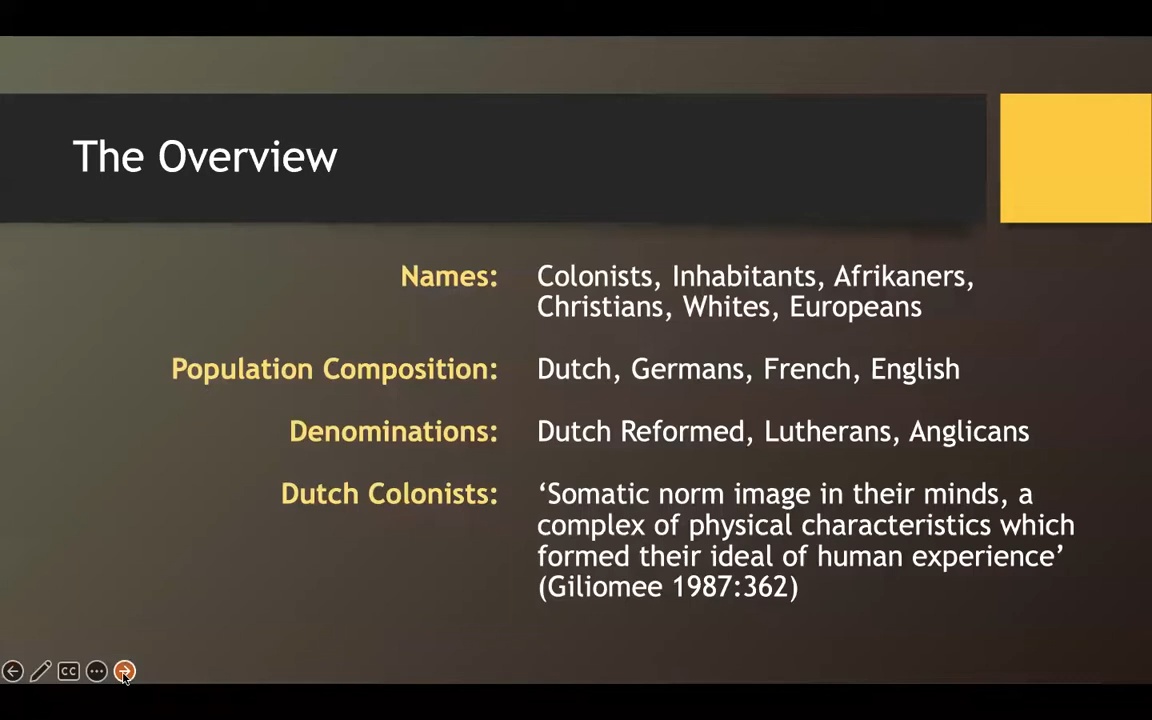 The Overview
Names: Colonists, Inhabitants, Afrikaners,
Christians, Whites, Europeans
Population Composition: Dutch, Germans, French, English
Denominations: Dutch Reformed, Lutherans, Anglicans
Dutch Colonists: ‘Somatic norm image in their minds, a
complex of physical characteristics which
formed their ideal of human experience’
(Giliomee 1987:362)
CC